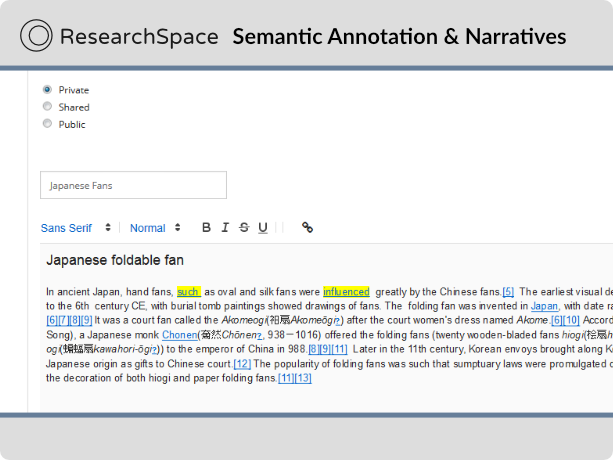 ResearchSpace Semantic Annotation & Narratives
Private
Shared
Public
Japanese Fans
Sans Serif Normal B I S U
Japanese foldable fan
In ancient Japan, hand fans, such as oval and silk fans were influenced greatly by the Chinese fans.[5] The earliest visual de
to the 6th century CE, with burial tomb paintings showed drawings of fans. The folding fan was invented in Japan, with date ra
[6][7][8][9] It was a court fan called the Akomeogi(衵扇Akomeōgi?) after the court women's dress named Akome.[6][10] Accord
Song), a Japanese monk Chonen(奝然Chōnen?, 938–1016) offered the folding fans (twenty wooden-bladed fans hiogi(桧扇h
ogi(蝙蝠扇kawahori-ōgi?)) to the emperor of China in 988.[8][9][11] Later in the 11th century, Korean envoys brought along K
Japanese origin as gifts to Chinese court.[12] The popularity of folding fans was such that sumptuary laws were promulgated d
the decoration of both hiogi and paper folding fans.[11][13]